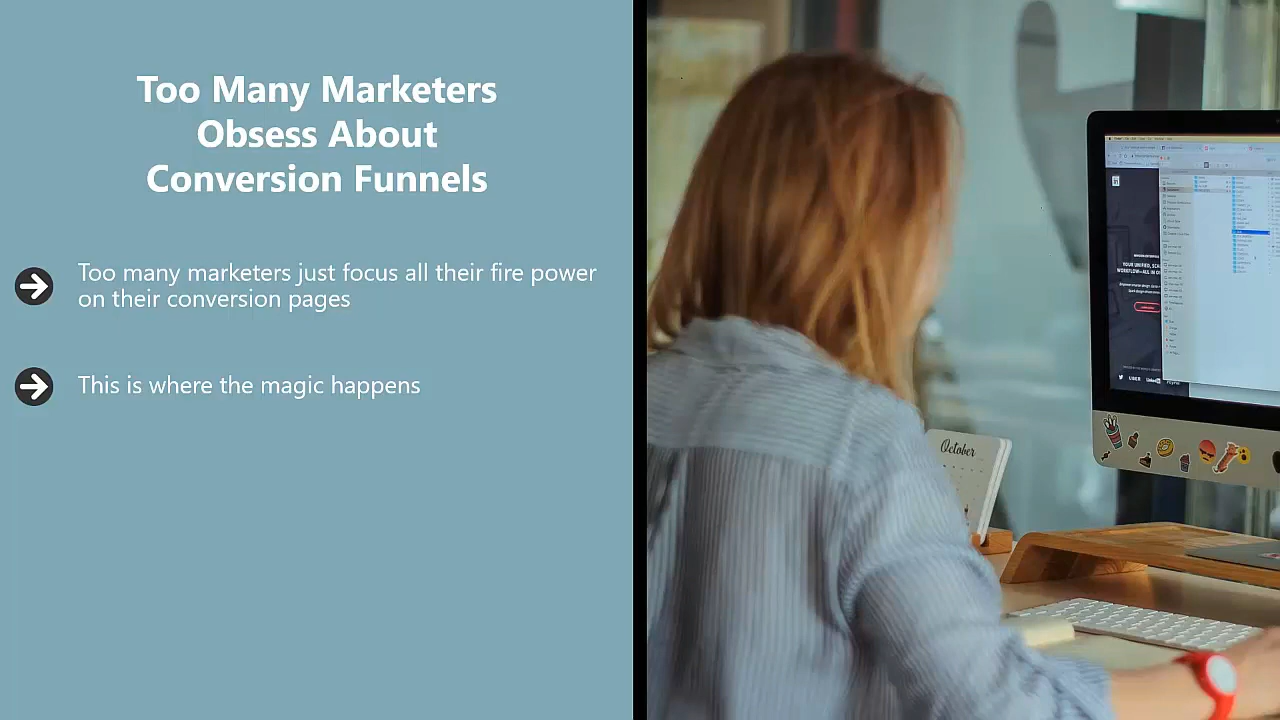 Too Many Marketers
Obsess About
Conversion Funnels
Too many marketers just focus all their fire power
on their conversion pages
This is where the magic happens
October
UBER